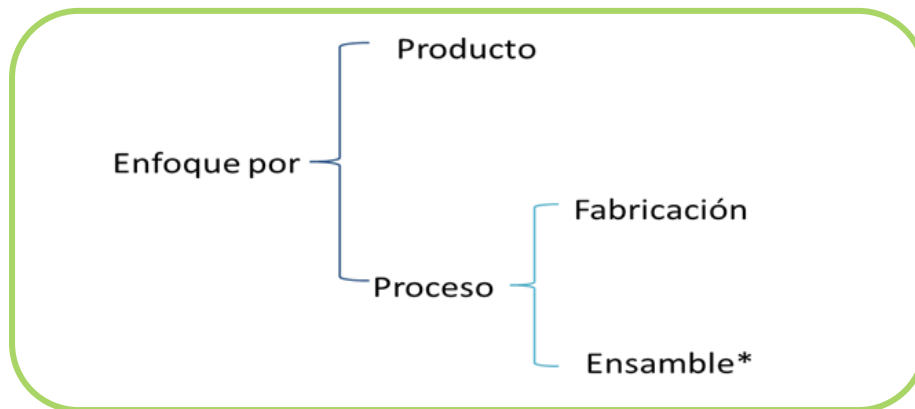 Producto
Enfoque por
Fabricación
Proceso
Ensamble*